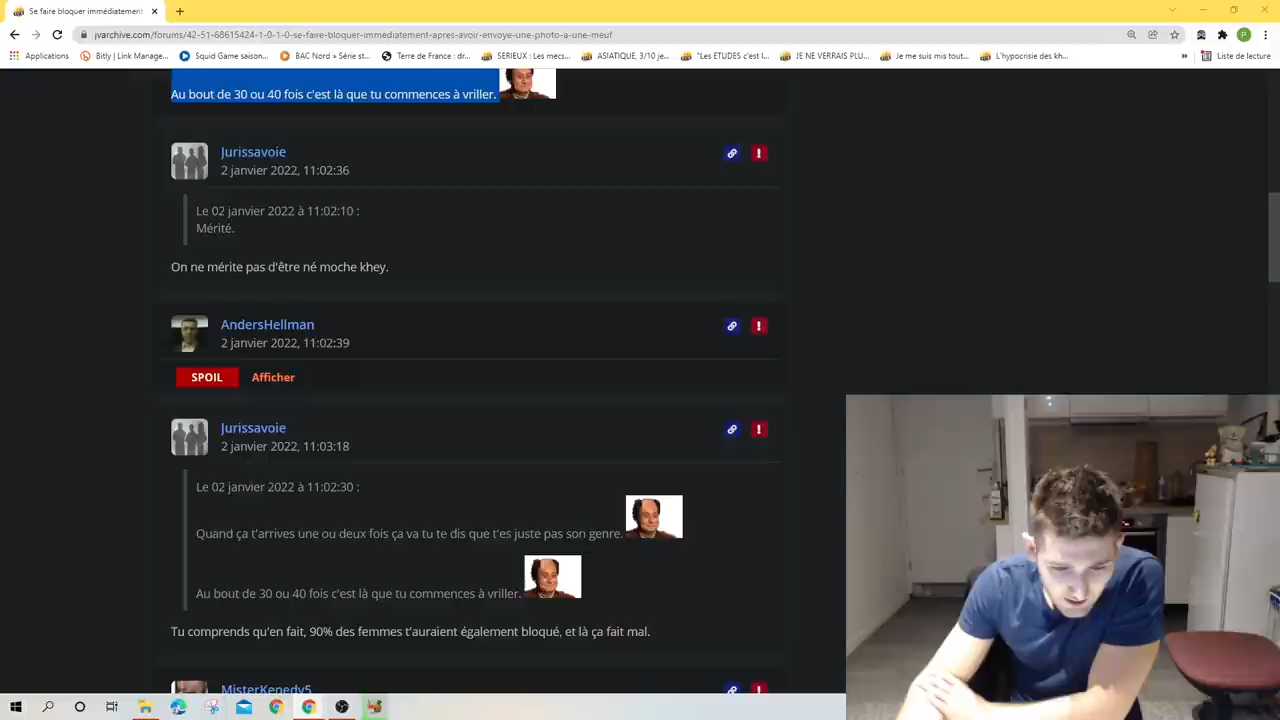 Se faire bloquer immédiatement
jvarchive.com/forums/42-51-68615424-1-0-1-0-se-faire-bloquer-immediatement-apres-avoir-envoye-une-photo-a-une-meuf
Applications
Bitly | Link Manage...
Squid Game saison...
BAC Nord » Série st...
Terre de France : dr...
SERIEUX : Les mecs...
ASIATIQUE, 3/10 je...
"Les ETUDES c'est l...
JE NE VERRAIS PLU...
Je me suis mis tout...
L'hypocrisie des kh...
»
Liste de lecture
Au bout de 30 ou 40 fois c'est là que tu commences à vriller.
Jurissavoie
2 janvier 2022, 11:02:36
Le 02 janvier 2022 à 11:02:10 :
Mérité.
On ne mérite pas d'être né moche khey.
AndersHellman
2 janvier 2022, 11:02:39
SPOIL Afficher
Jurissavoie
2 janvier 2022, 11:03:18
Le 02 janvier 2022 à 11:02:30 :
Quand ça t'arrives une ou deux fois ça va tu te dis que t'es juste pas son genre.
Au bout de 30 ou 40 fois c'est là que tu commences à vriller.
Tu comprends qu'en fait, 90% des femmes t'auraient également bloqué, et là ça fait mal.
MisterKenedy5